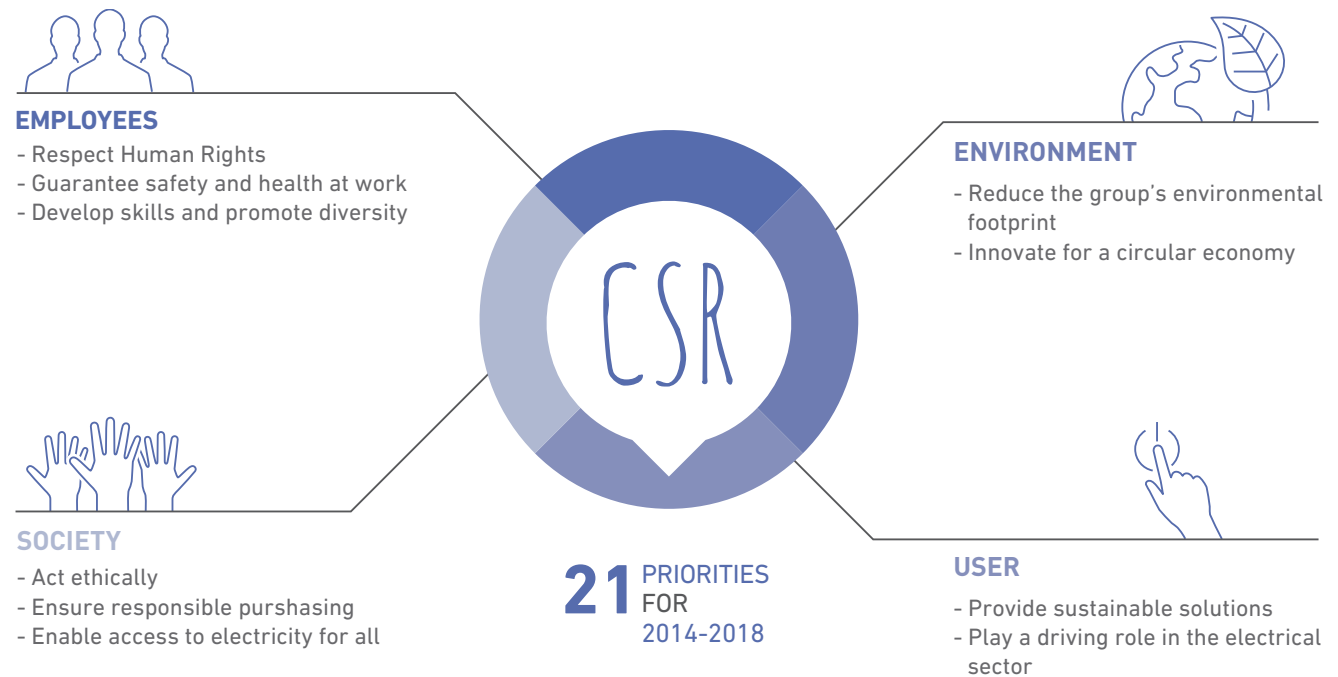 EMPLOYEES
- Respect Human Rights
- Guarantee safety and health at work
- Develop skills and promote diversity
ENVIRONMENT
- Reduce the group’s environmental
footprint
- Innovate for a circular economy
CSR
SOCIETY
- Act ethically
- Ensure responsible purshasing
- Enable access to electricity for all
21 PRIORITIES
FOR
2014-2018
USER
- Provide sustainable solutions
- Play a driving role in the electrical
sector